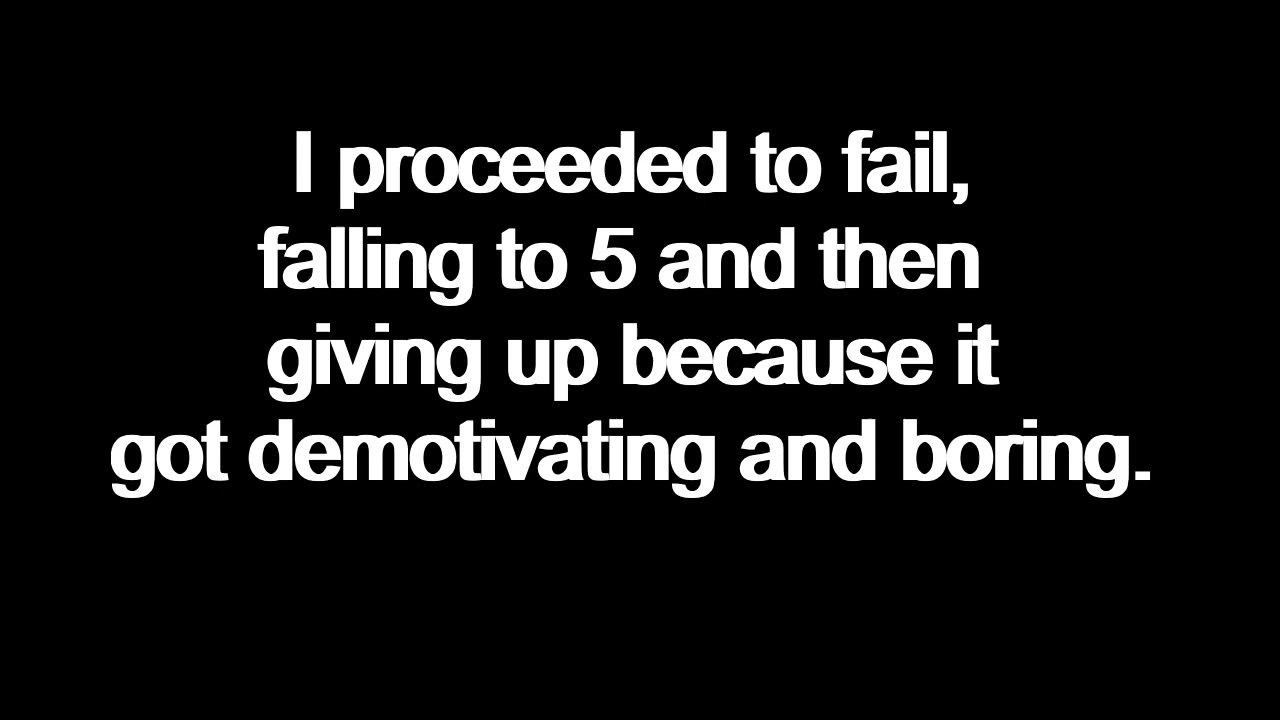 I proceeded to fail,
falling to 5 and then
giving up because it
got demotivating and boring.